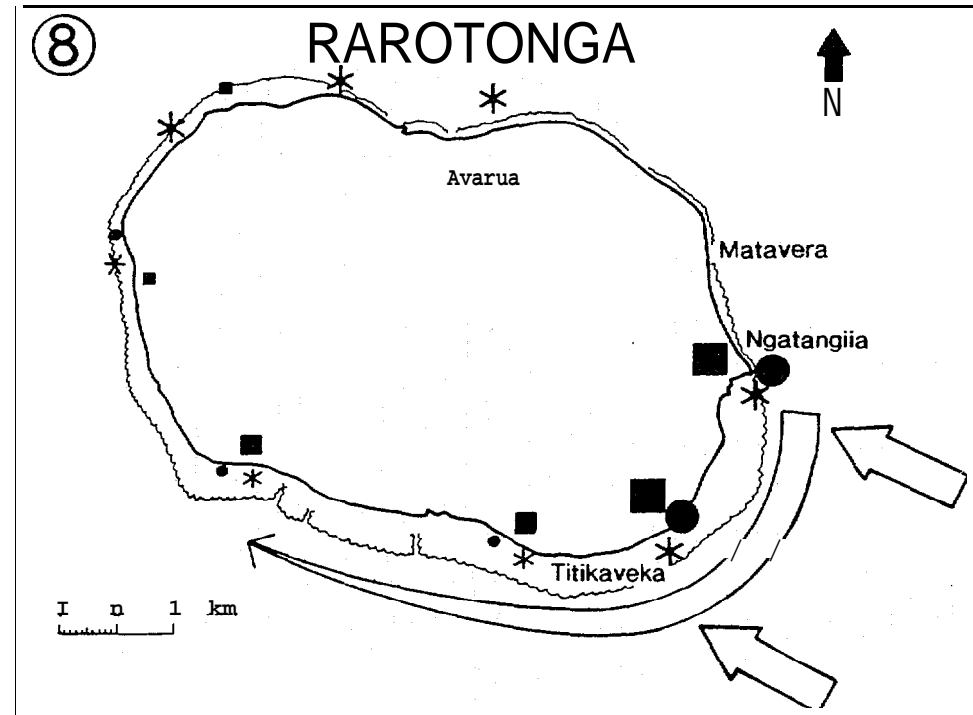 8
RAROTONGA
N
Avarua
Matavera
Ngatangiia
Titikaveka
I n 1 km